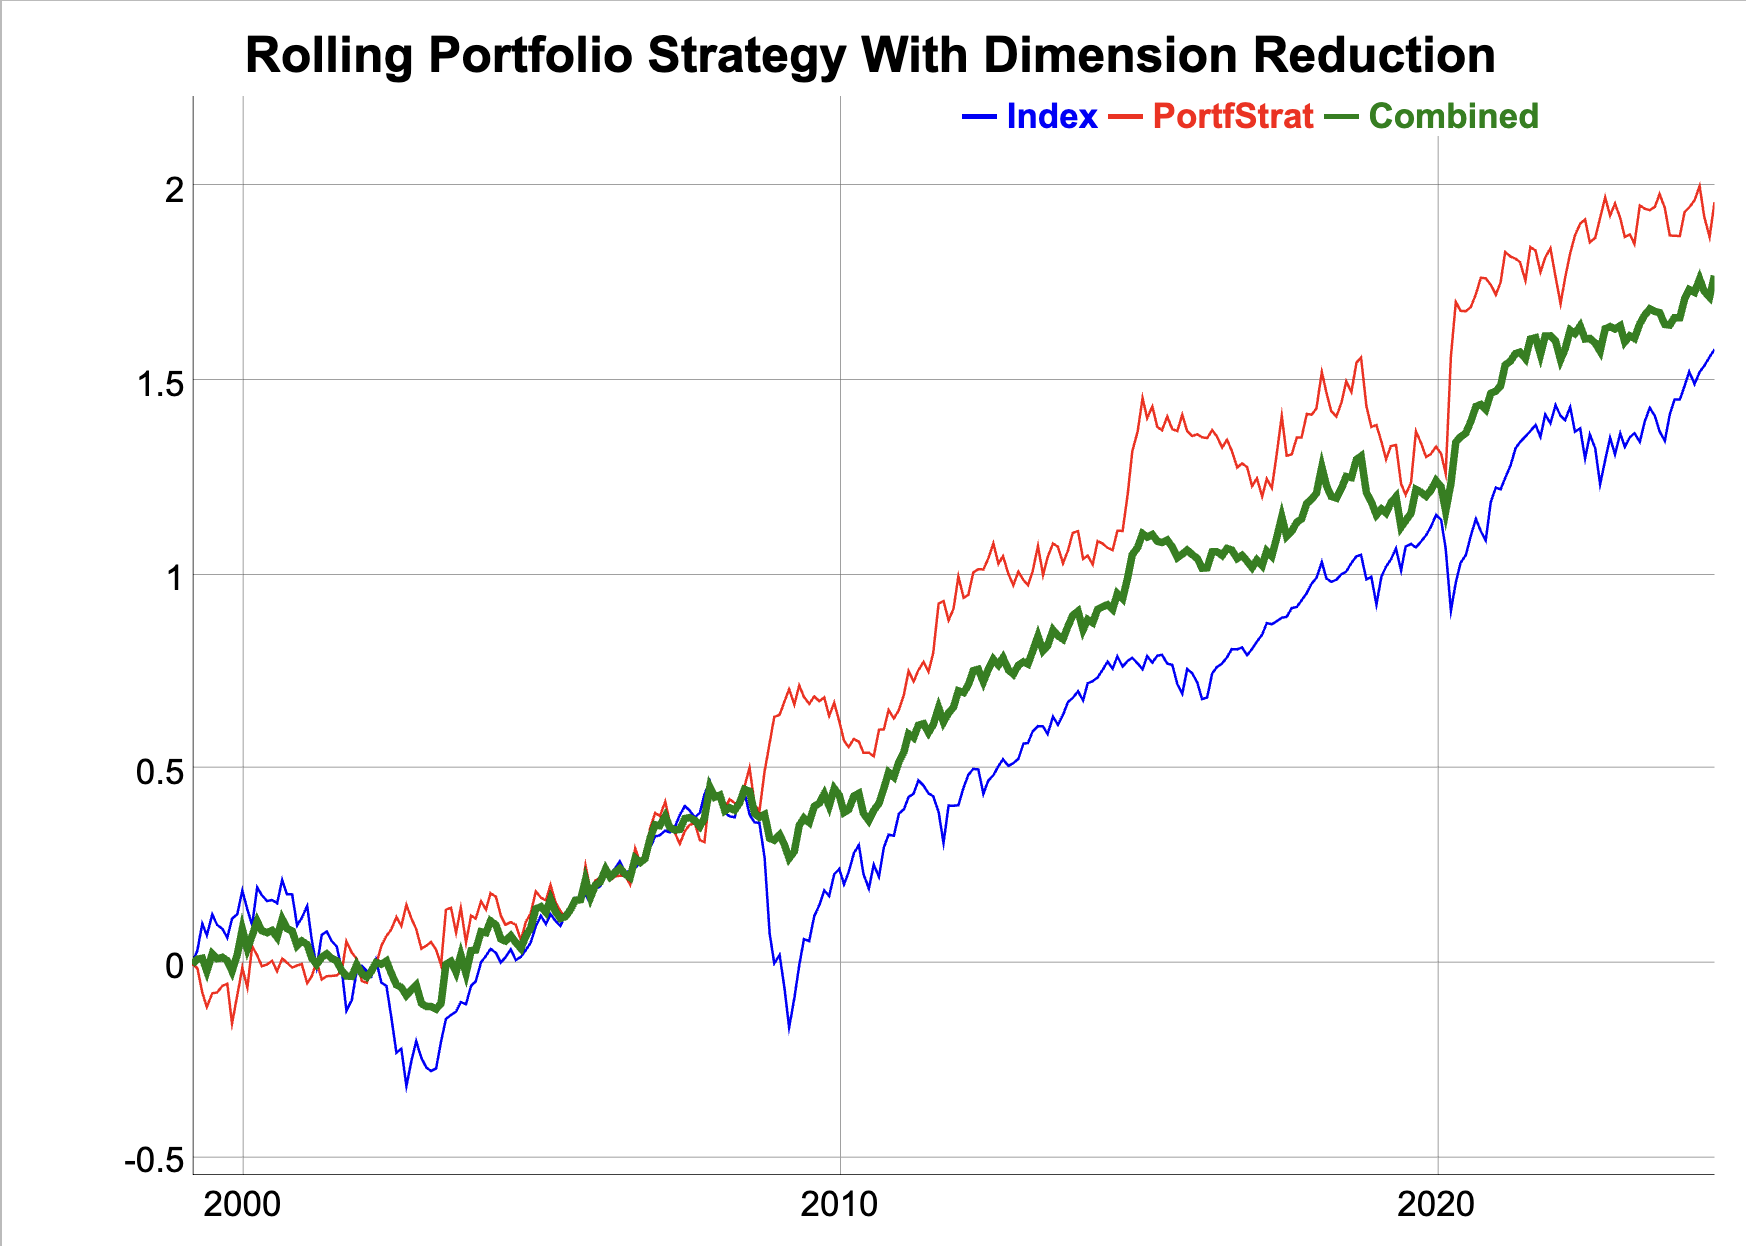 Rolling Portfolio Strategy With Dimension Reduction
Index PortfStrat Combined
2
1.5
1
0.5
0
-0.5
2000 2010 2020